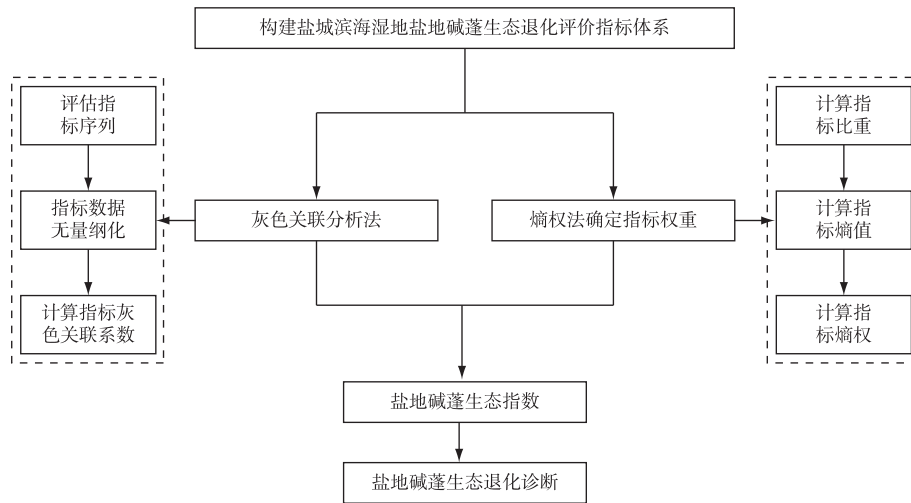 构建盐城滨海湿地盐地碱蓬生态退化评价指标体系
评估指
标序列
指标数据
无量纲化
计算指标灰
色关联系数
灰色关联分析法
熵权法确定指标权重
计算指
标比重
计算指
标熵值
计算指
标熵权
盐地碱蓬生态指数
盐地碱蓬生态退化诊断